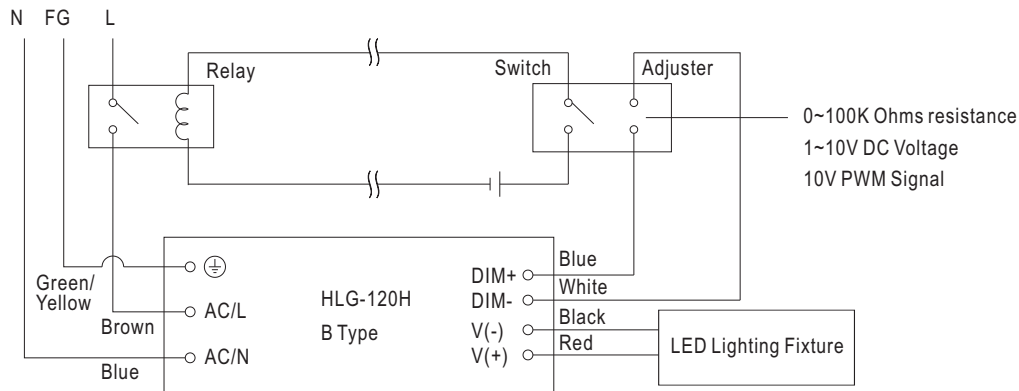 N FG L
Relay
Switch
Adjuster
0~100K Ohms resistance
1~10V DC Voltage
10V PWM Signal
Green/
Yellow
Brown
Blue
AC/L
AC/N
HLG-120H
B Type
DIM+
DIM-
V(-)
V(+)
Blue
White
Black
Red
LED Lighting Fixture